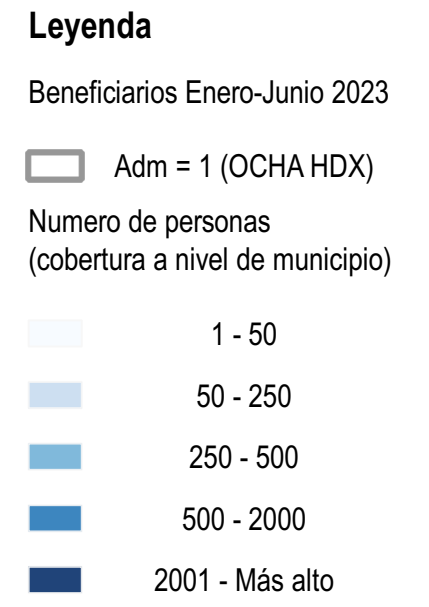 Leyenda
Beneficiarios Enero-Junio 2023
Adm = 1 (OCHA HDX)
Numero de personas
(cobertura a nivel de municipio)
1 - 50
50 - 250
250 - 500
500 - 2000
2001 - Más alto